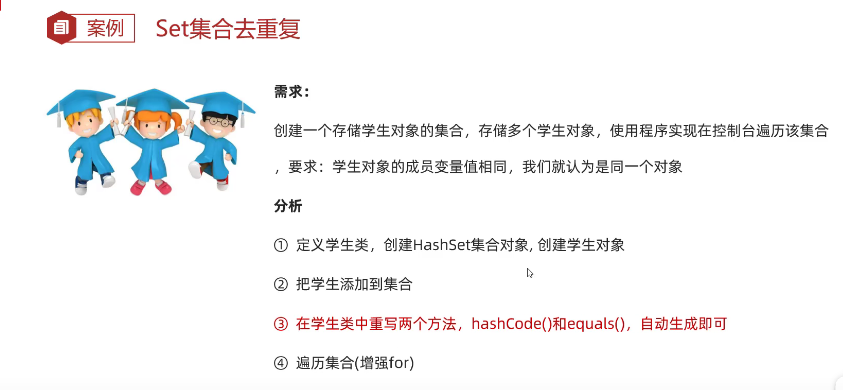 案例 Set集合去重复
需求：
创建一个存储学生对象的集合，存储多个学生对象，使用程序实现在控制台遍历该集合
，要求：学生对象的成员变量值相同，我们就认为是同一个对象
分析
① 定义学生类，创建HashSet集合对象, 创建学生对象
② 把学生添加到集合
③ 在学生类中重写两个方法，hashCode()和equals()，自动生成即可
④ 遍历集合(增强for)